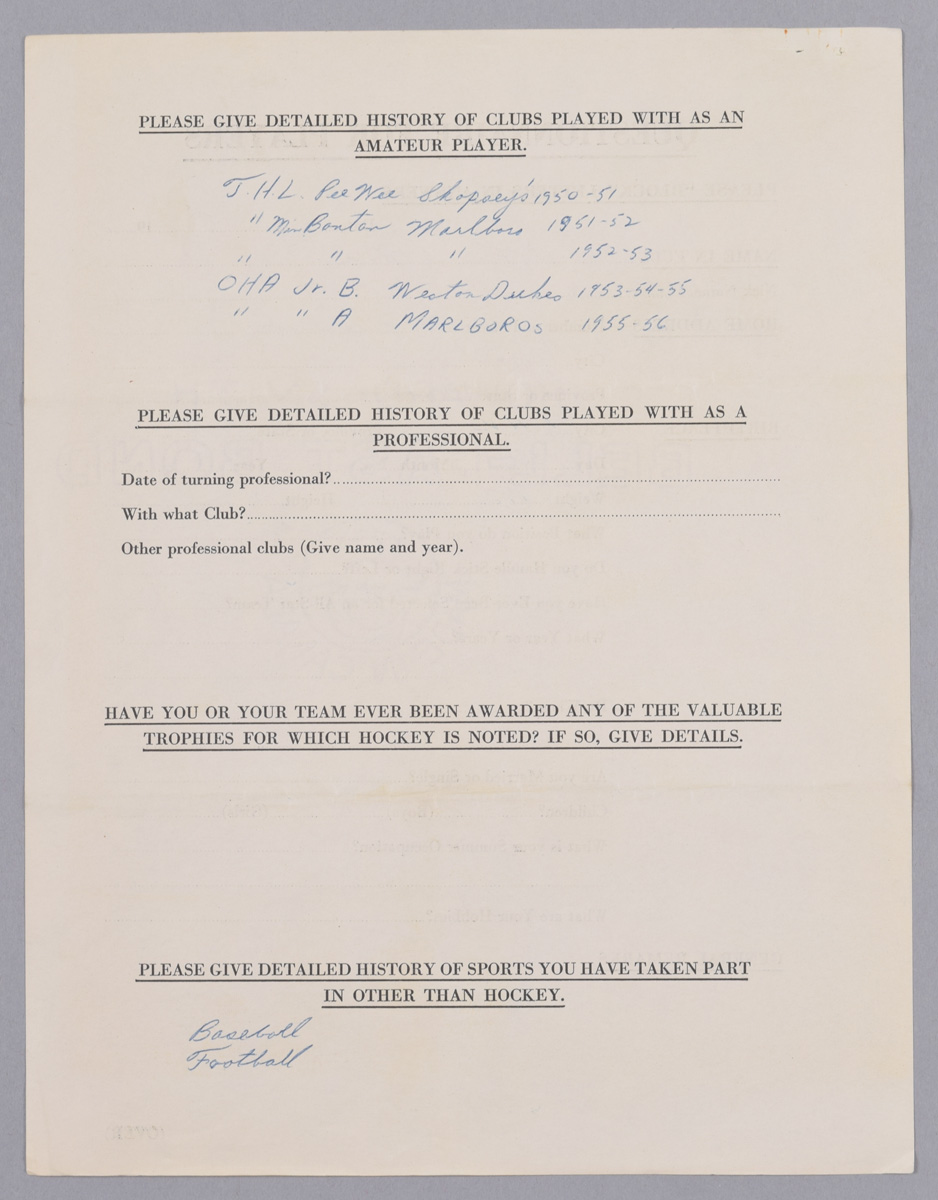 PLEASE GIVE DETAILED HISTORY OF CLUBS PLAYED WITH AS AN
AMATEUR PLAYER.
T.H.L. Pee Wee Shopsy's 1950-51
" Min Bantam Marlboros 1951-52
" " " 1952-53
OHA Jr. B. Weston Dukes 1953-54-55
" " A MARLBOROS 1955-56
PLEASE GIVE DETAILED HISTORY OF CLUBS PLAYED WITH AS A
PROFESSIONAL.
Date of turning professional?
With what Club?
Other professional clubs (Give name and year).
HAVE YOU OR YOUR TEAM EVER BEEN AWARDED ANY OF THE VALUABLE
TROPHIES FOR WHICH HOCKEY IS NOTED? IF SO, GIVE DETAILS.
PLEASE GIVE DETAILED HISTORY OF SPORTS YOU HAVE TAKEN PART
IN OTHER THAN HOCKEY.
Baseball
Football